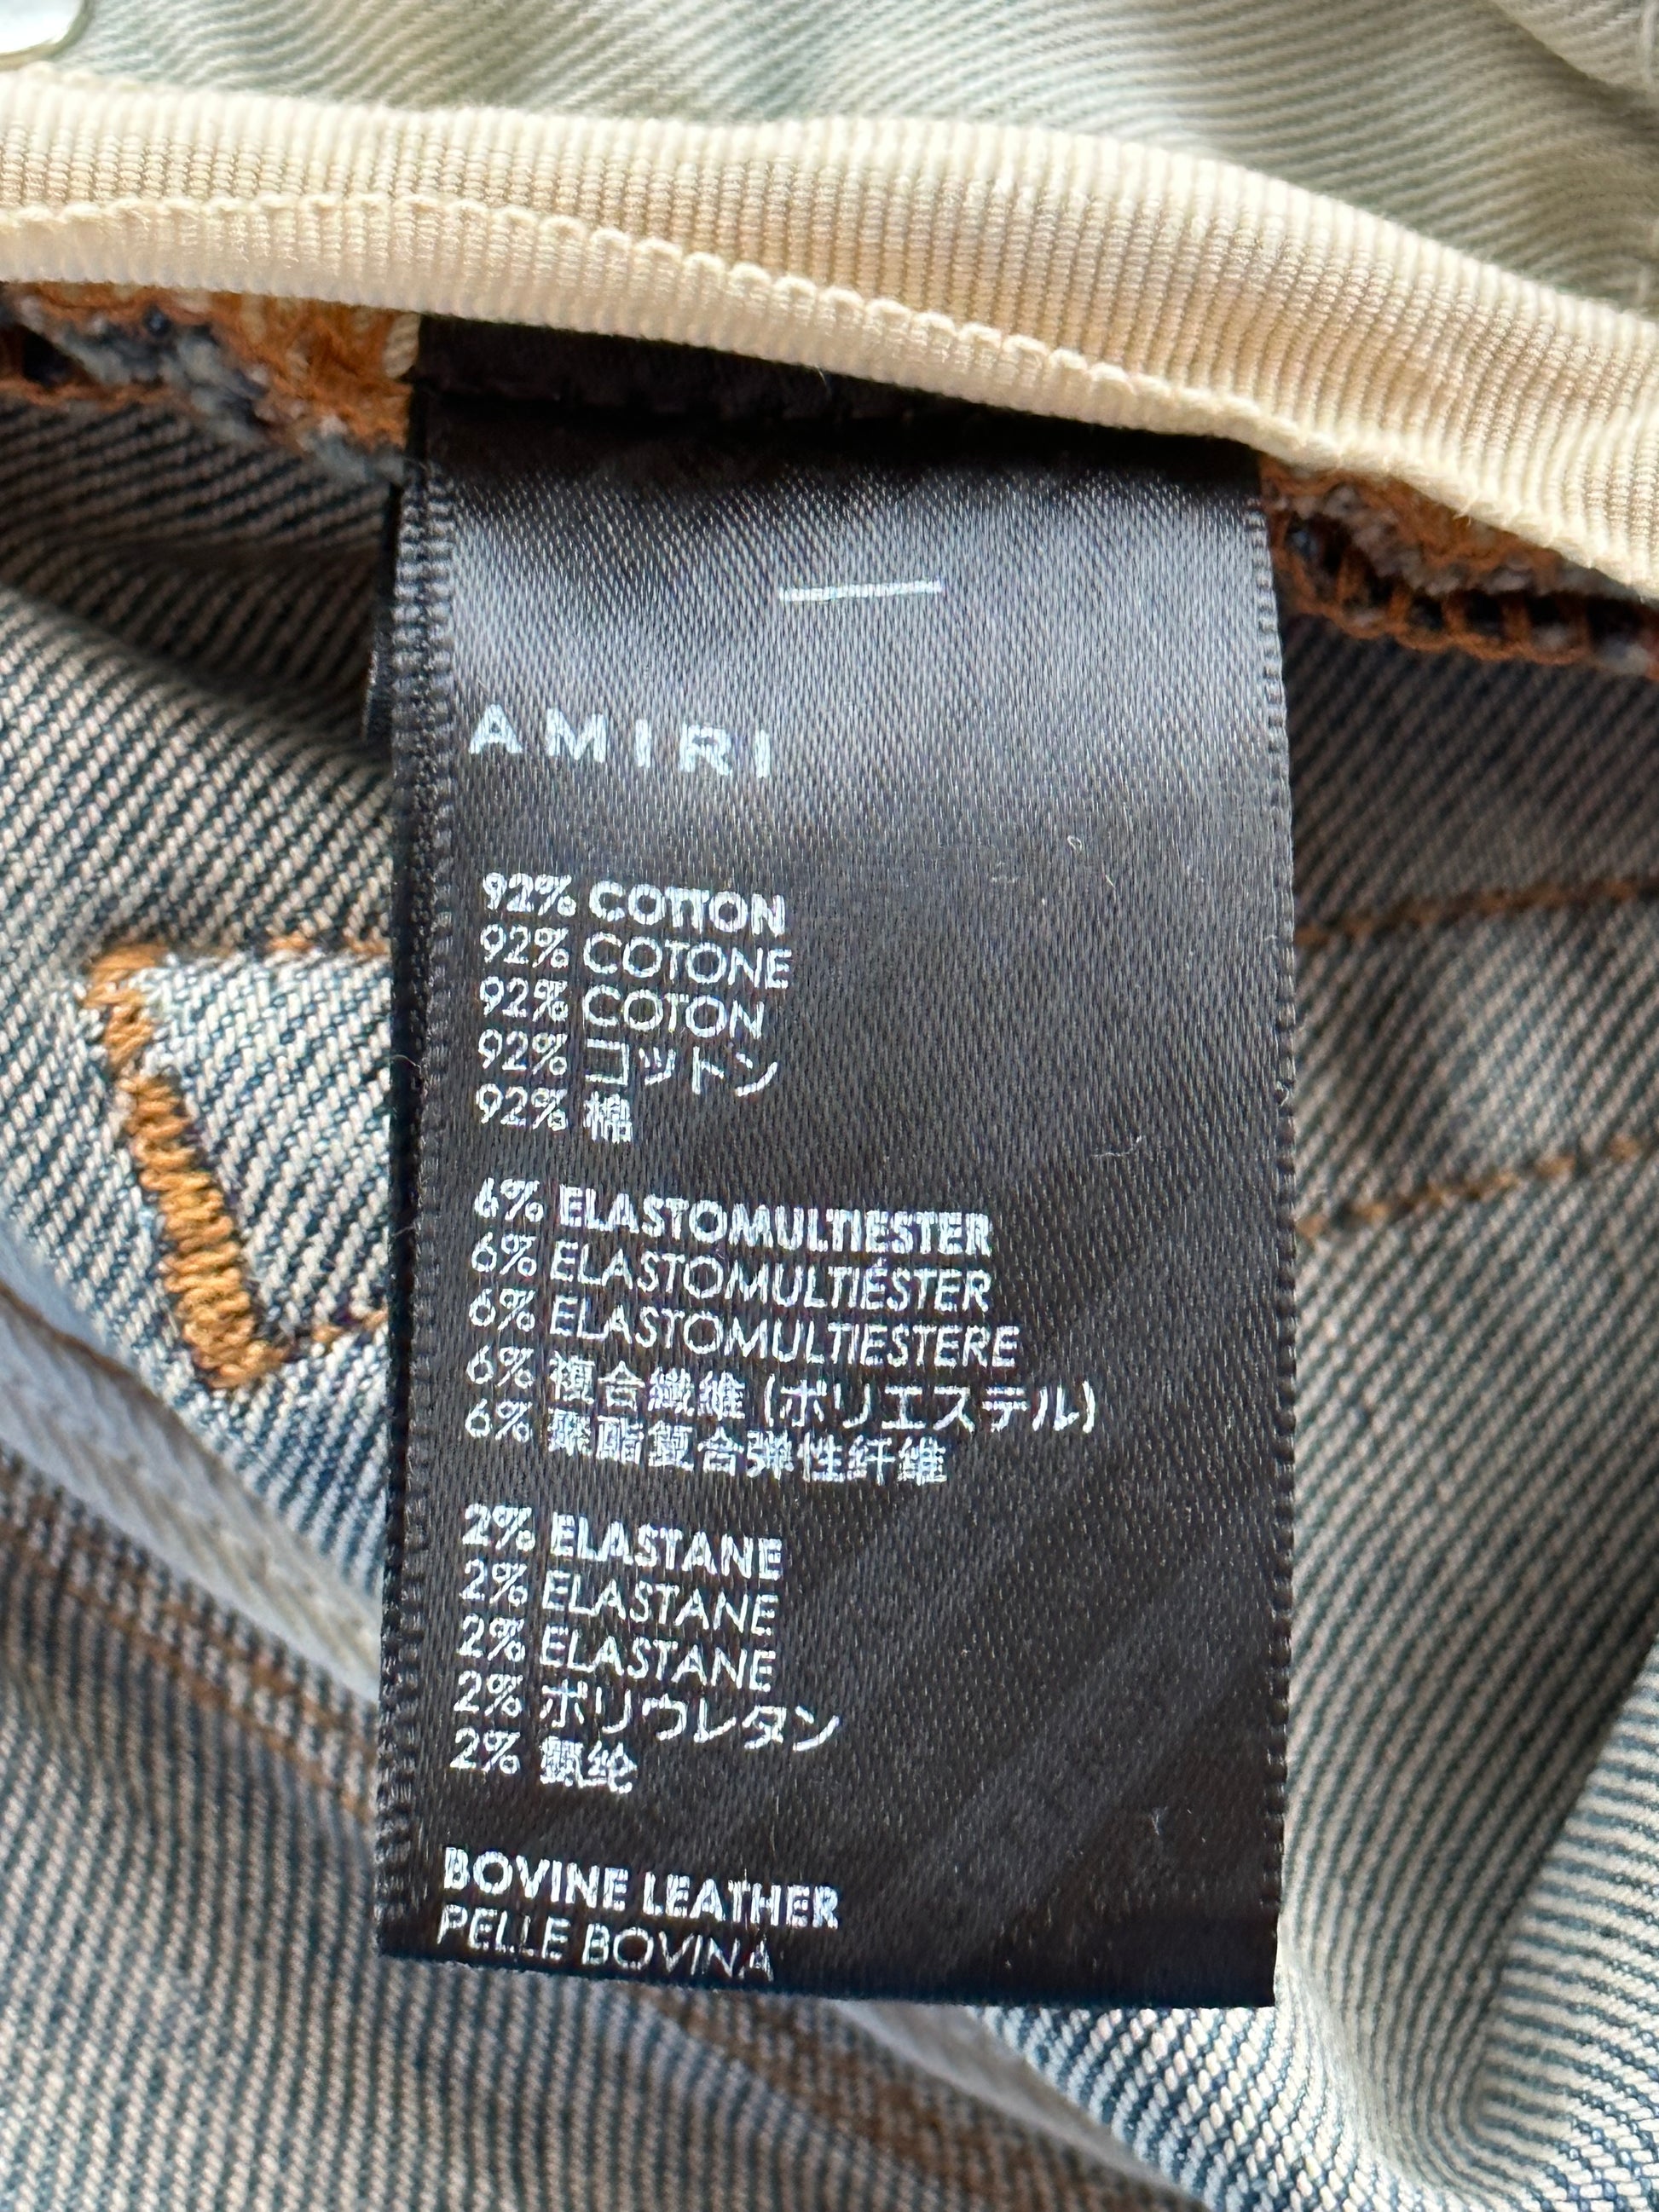 AMIRI
92% COTTON
92% COTONE
92% COTON
92% コットン
92% 棉
6% ELASTOMULTIESTER
6% ELASTOMULTIÉSTER
6% ELASTOMULTIESTERE
6% 複合繊維 (ポリエステル)
6% 聚酯复合弹性纤维
2% ELASTANE
2% ELASTANE
2% ELASTANE
2% ポリウレタン
2% 氨纶
BOVINE LEATHER
PELLE BOVINA